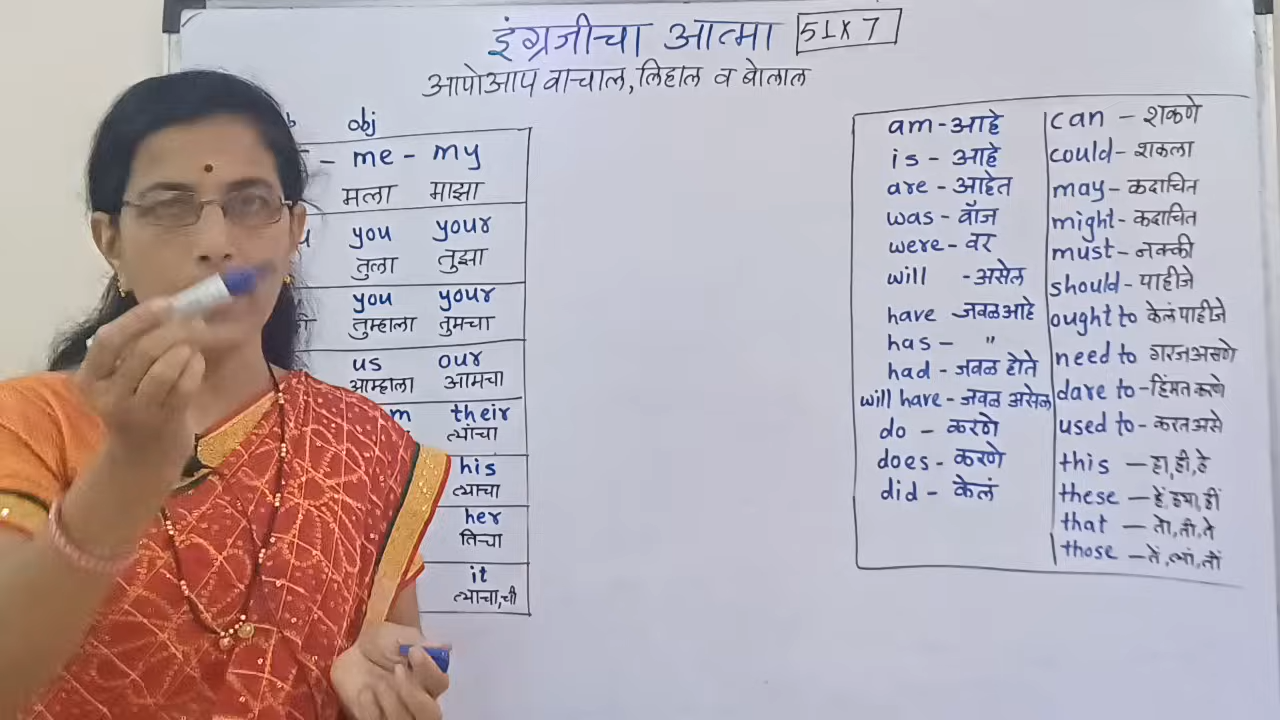 इंग्रजीचा आत्मा 51X7
आपोआप वाचाल, लिहाल व बोलाल
obj
- me - my
मला माझा
you your
तुला तुझा
you your
तुम्हाला तुमचा
us our
आम्हाला आमचा
their
त्यांचा
his
त्याचा
her
तिचा
it
त्याचा,ची
am - आहे
is - आहे
are - आहेत
was - वॉज
were - वर
will - असेल
have जवळ आहे
has - "
had - जवळ होते
will have - जवळ असेल
do - करणे
does - करणे
did - केलं
can - शकणे
could - शकला
may - कदाचित
might - कदाचित
must - नक्की
should - पाहीजे
ought to केलं पाहीजे
need to गरज असणे
dare to - हिंमत करणे
used to - करत असे
this - हा, ही, हे
these - हे, ह्या, हीं
that - तो, ती, ते
those - ते, त्या, तीं